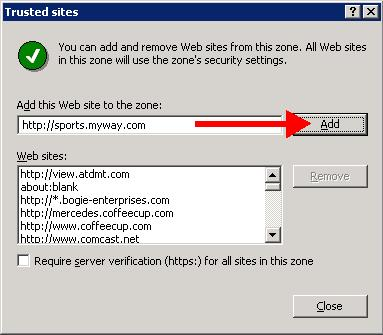 Trusted sites
You can add and remove Web sites from this zone. All Web sites
in this zone will use the zone's security settings.
Add this Web site to the zone:
http://sports.myway.com
Add
Web sites:
http://view.atdmt.com
about:blank
http://*.bogie-enterprises.com
http://mercedes.coffeecup.com
http://www.coffeecup.com
http://www.comcast.net
Remove
Require server verification (https:) for all sites in this zone
Close